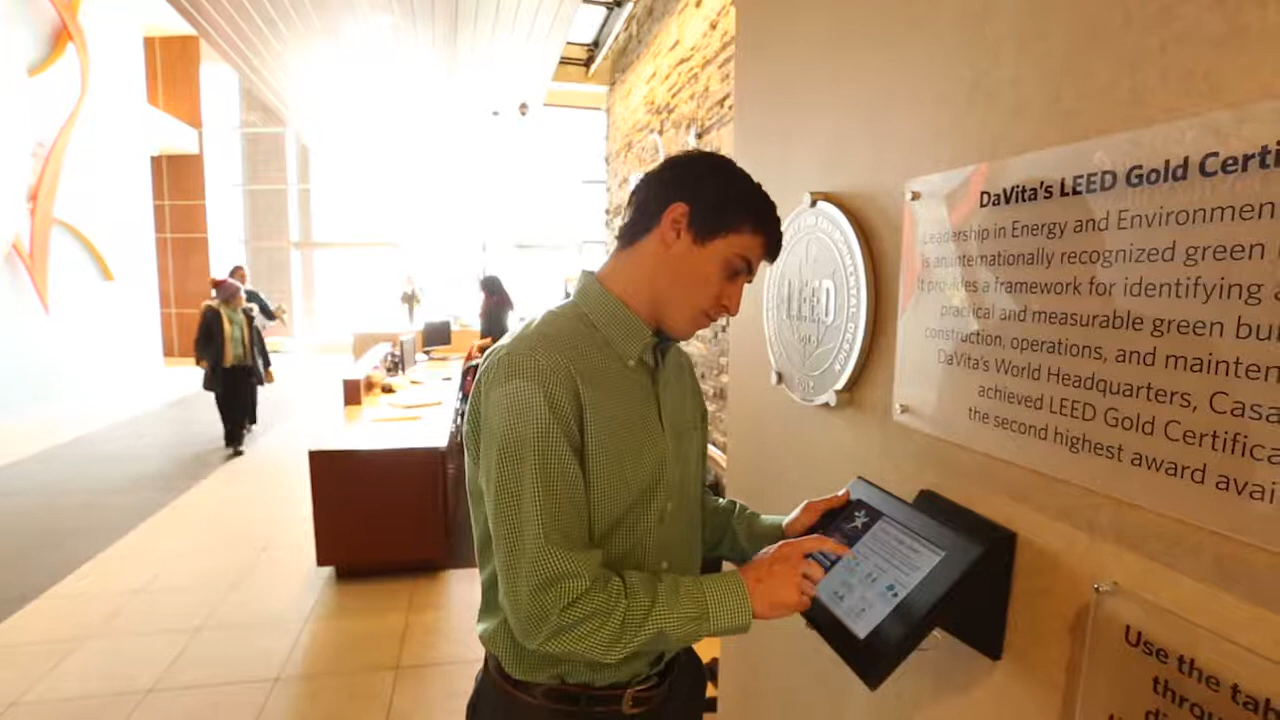 DaVita's LEED Gold Certi
Leadership in Energy and Environmen
is an internationally recognized green
It provides a framework for identifying
practical and measurable green bui
construction, operations, and mainten
DaVita's World Headquarters, Casa
achieved LEED Gold Certifica
the second highest award avai
LEED
2012
Use the tab
throu